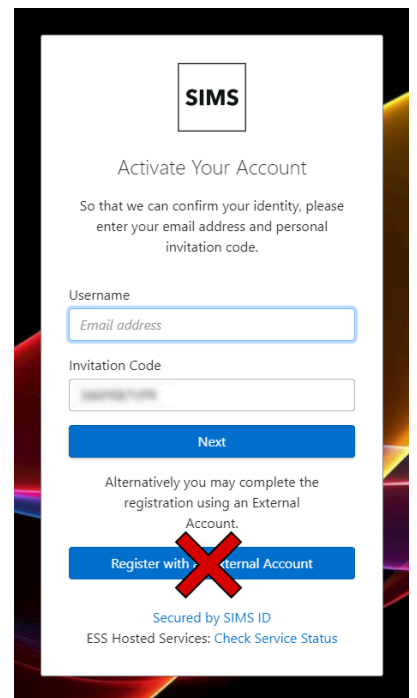 SIMS
Activate Your Account
So that we can confirm your identity, please
enter your email address and personal
invitation code.
Username
Email address
Invitation Code
Next
Alternatively you may complete the
registration using an External
Account.
Register with External Account
Secured by SIMS ID
ESS Hosted Services: Check Service Status